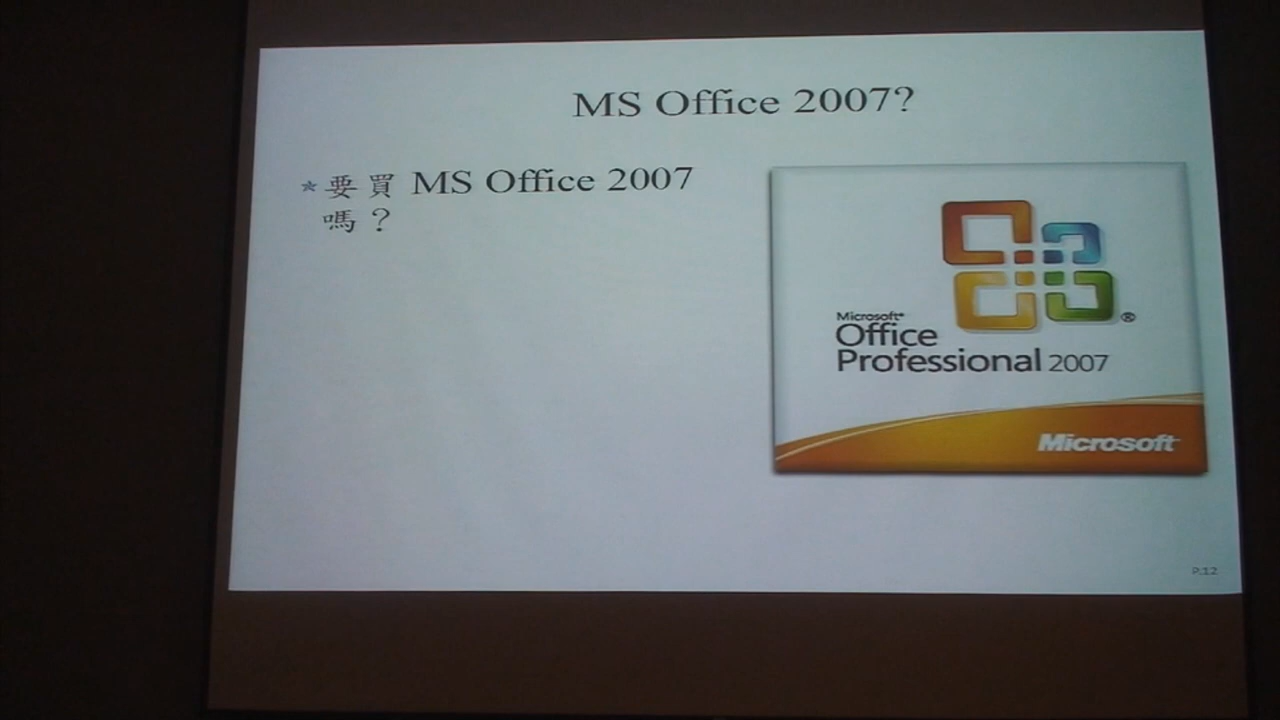 MS Office 2007?
* 要買 MS Office 2007
嗎？
Microsoft®
Office
Professional 2007
®
Microsoft
P.12